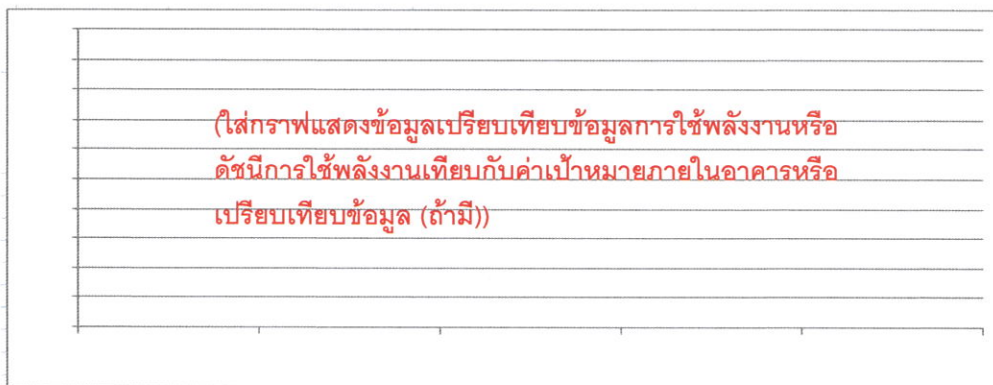 (ใส่กราฟแสดงข้อมูลเปรียบเทียบข้อมูลการใช้พลังงานหรือ
ดัชนีการใช้พลังงานเทียบกับค่าเป้าหมายภายในอาคารหรือ
เปรียบเทียบข้อมูล (ถ้ามี))